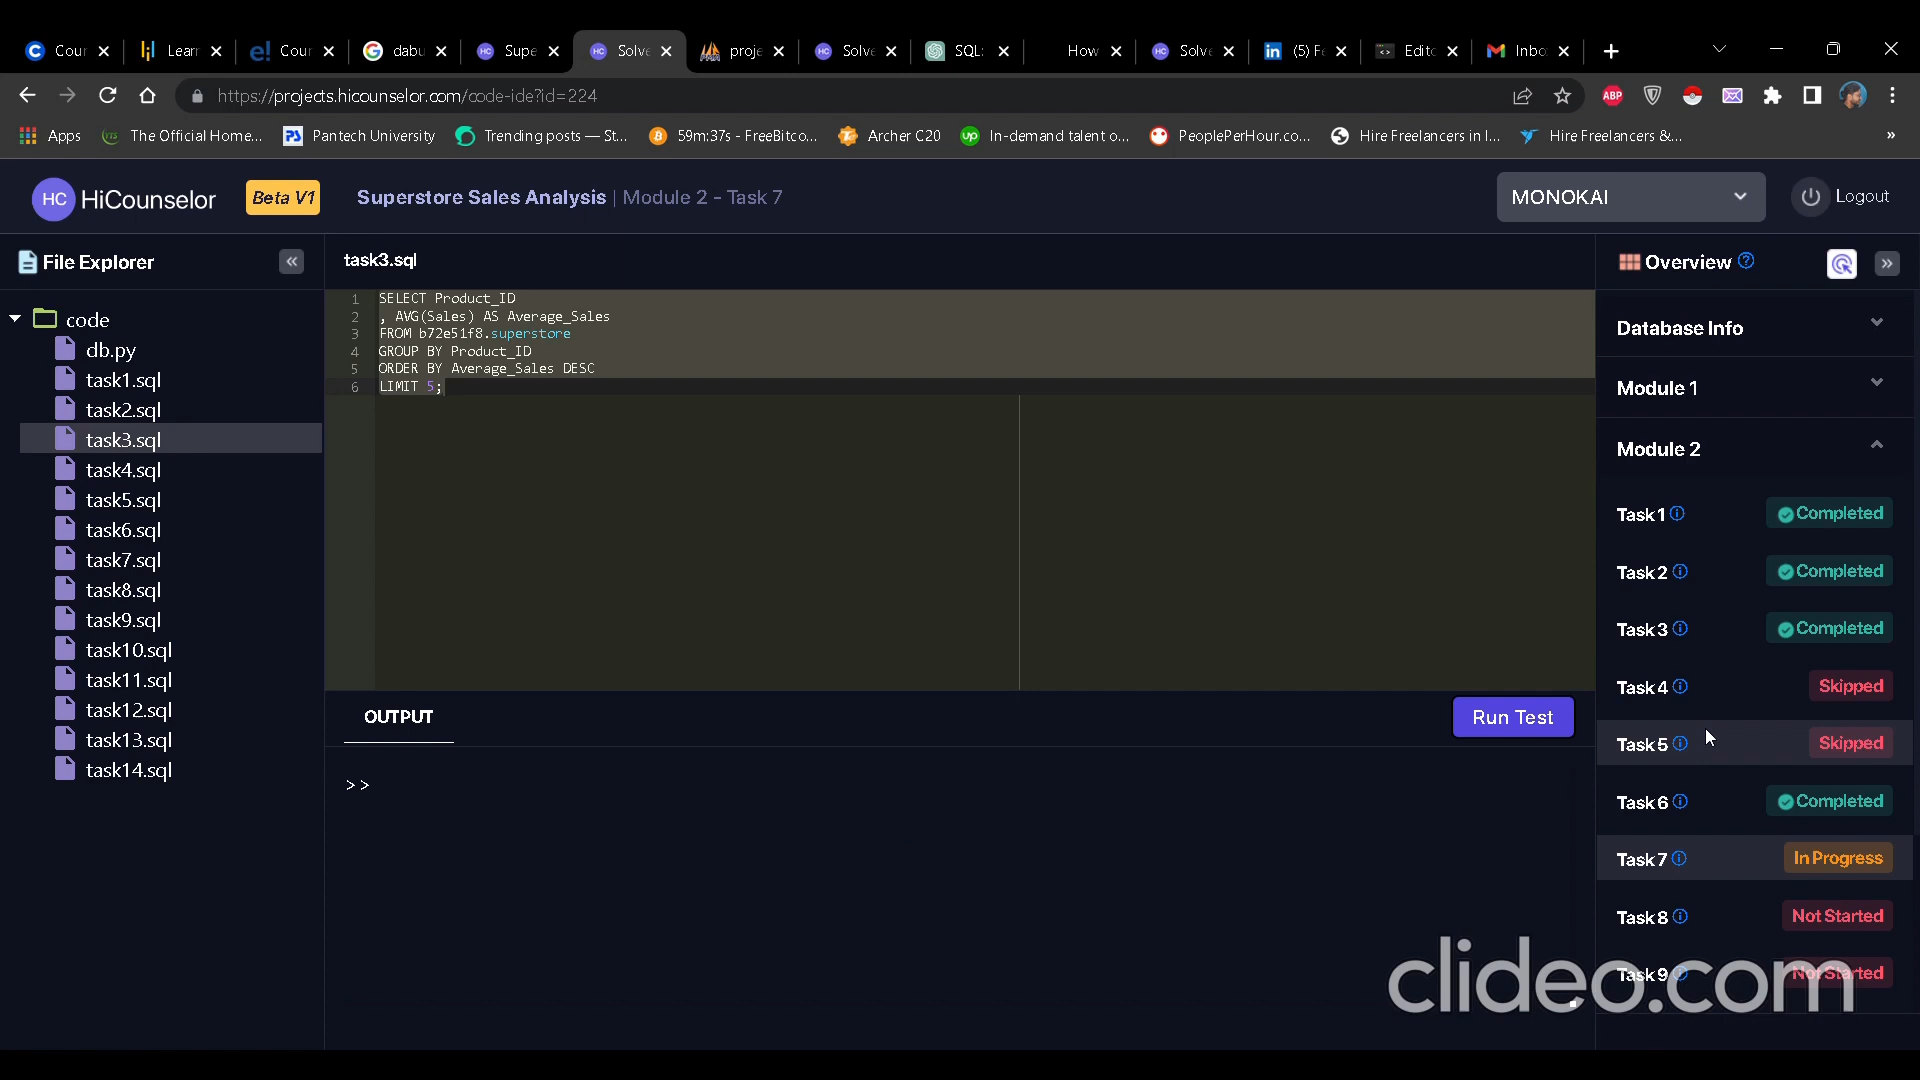 Cour
Learn
Cour
dabu
Supe
Solve
proje
Solve
SQL:
How
Solve
(5) Fe
Edito
Inbo
https://projects.hicounselor.com/code-ide?id=224
ABP
Apps
The Official Home...
Pantech University
Trending posts — St...
59m:37s - FreeBitco...
Archer C20
In-demand talent o...
PeoplePerHour.co...
Hire Freelancers in I...
Hire Freelancers &...
HC HiCounselor
Beta V1
Superstore Sales Analysis | Module 2 - Task 7
MONOKAI
Logout
File Explorer
code
db.py
task1.sql
task2.sql
task3.sql
task4.sql
task5.sql
task6.sql
task7.sql
task8.sql
task9.sql
task10.sql
task11.sql
task12.sql
task13.sql
task14.sql
task3.sql
1 SELECT Product_ID
2 , AVG(Sales) AS Average_Sales
3 FROM b72e51f8.superstore
4 GROUP BY Product_ID
5 ORDER BY Average_Sales DESC
6 LIMIT 5;
OUTPUT
Run Test
>>
Overview
Database Info
Module 1
Module 2
Task 1 Completed
Task 2 Completed
Task 3 Completed
Task 4 Skipped
Task 5 Skipped
Task 6 Completed
Task 7 In Progress
Task 8 Not Started
Task 9 Not Started
clideo.com